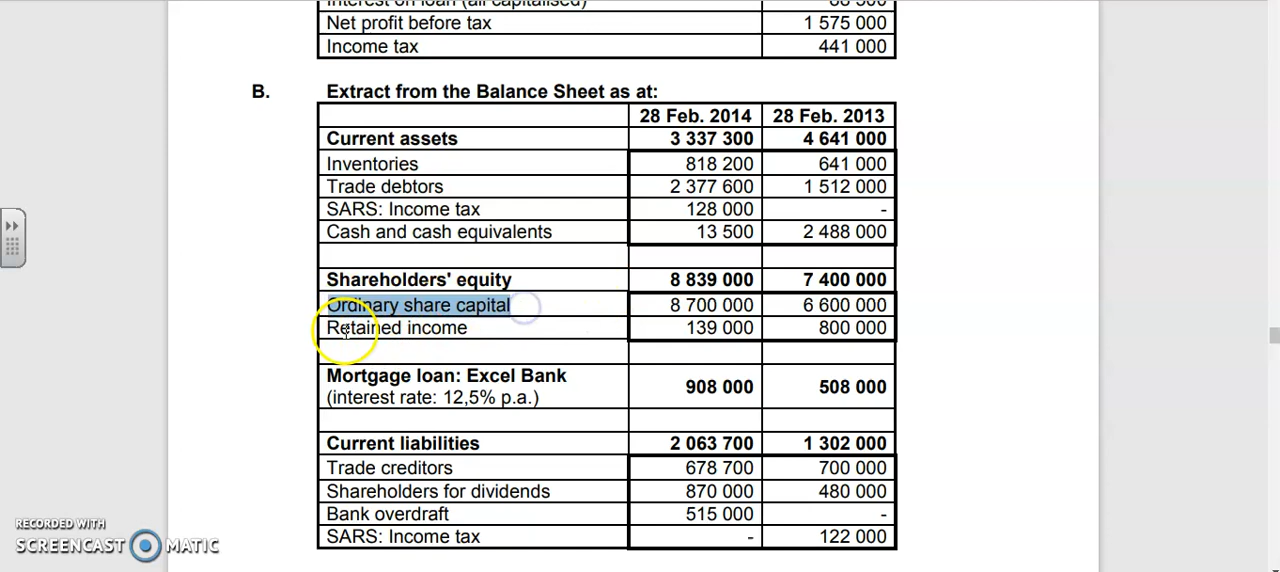 Interest on loan (all capitalised)
Net profit before tax 1 575 000
Income tax 441 000
B. Extract from the Balance Sheet as at:
28 Feb. 2014 28 Feb. 2013
Current assets 3 337 300 4 641 000
Inventories 818 200 641 000
Trade debtors 2 377 600 1 512 000
SARS: Income tax 128 000 -
Cash and cash equivalents 13 500 2 488 000
Shareholders' equity 8 839 000 7 400 000
Ordinary share capital 8 700 000 6 600 000
Retained income 139 000 800 000
Mortgage loan: Excel Bank
(interest rate: 12,5% p.a.) 908 000 508 000
Current liabilities 2 063 700 1 302 000
Trade creditors 678 700 700 000
Shareholders for dividends 870 000 480 000
Bank overdraft 515 000 -
SARS: Income tax - 122 000
RECORDED WITH
SCREENCAST MATIC